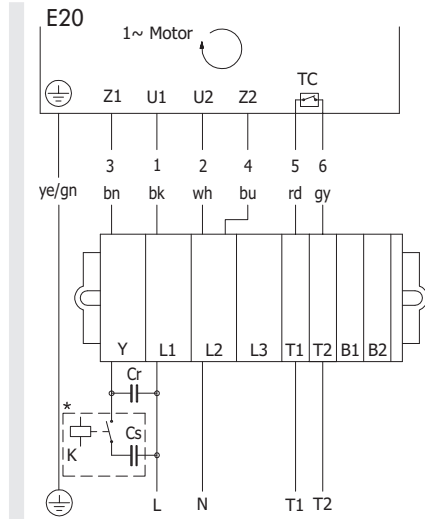 E20
1~ Motor
TC
Z1 U1 U2 Z2
3 1 2 4 5 6
ye/gn bn bk wh bu rd gy
Y L1 L2 L3 T1 T2 B1 B2
Cr
*
K Cs
L N T1 T2